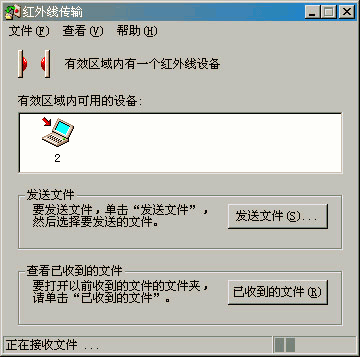 红外线传输
文件(F) 查看(V) 帮助(H)
有效区域内有一个红外线设备
有效区域内可用的设备:
2
发送文件
要发送文件，单击“发送文件”，
然后选择要发送的文件。
发送文件(S)...
查看已收到的文件
要打开以前收到的文件的文件夹，
请单击“已收到的文件”。
已收到的文件(R)
正在接收文件 ...